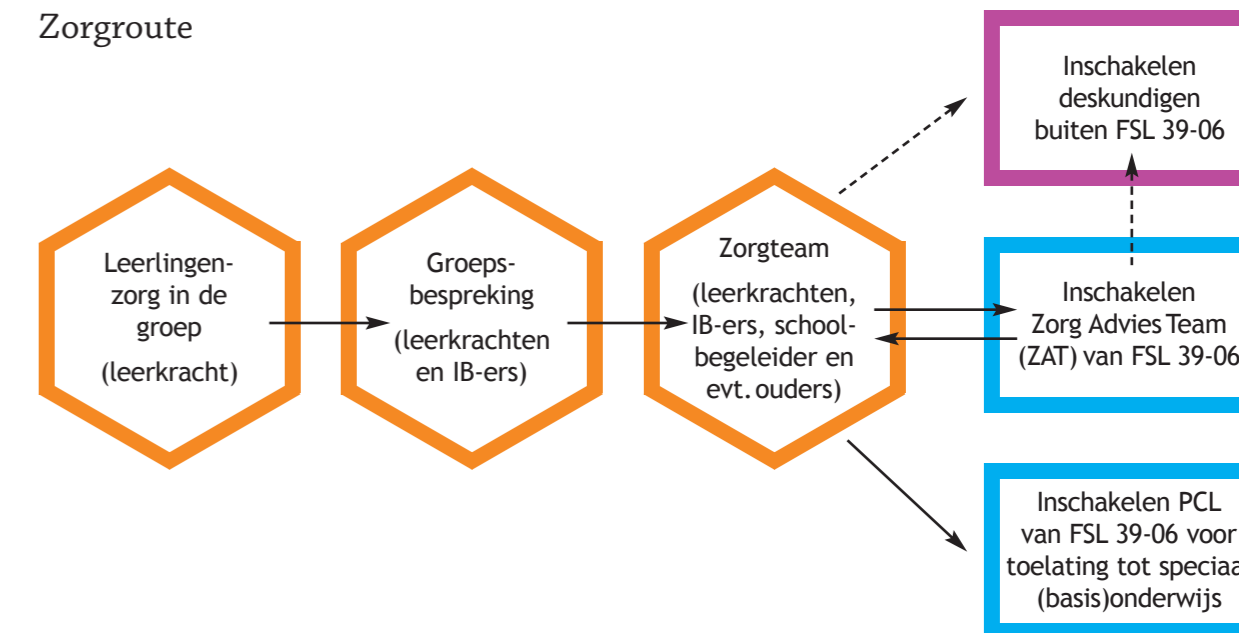 Zorgroute
Leerlingen-
zorg in de
groep
(leerkracht)
Groeps-
bespreking
(leerkrachten
en IB-ers)
Zorgteam
(leerkrachten,
IB-ers, school-
begeleider en
evt. ouders)
Inschakelen
deskundigen
buiten FSL 39-06
Inschakelen
Zorg Advies Team
(ZAT) van FSL 39-06
Inschakelen PCL
van FSL 39-06 voor
toelating tot speciaa
(basis)onderwijs